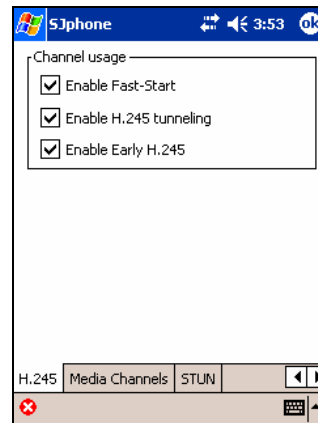 SJphone 3:53 ok
Channel usage
Enable Fast-Start
Enable H.245 tunneling
Enable Early H.245
H.245 Media Channels STUN